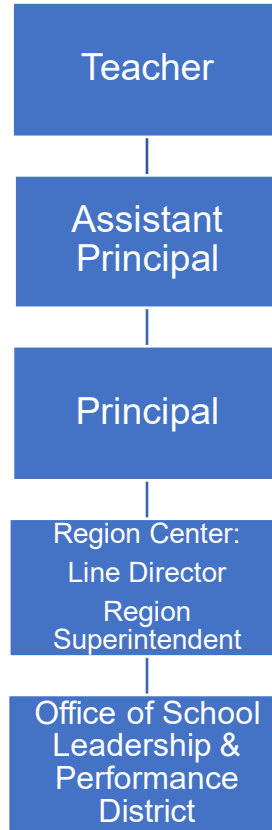 Teacher
Assistant
Principal
Principal
Region Center:
Line Director
Region
Superintendent
Office of School
Leadership &
Performance
District